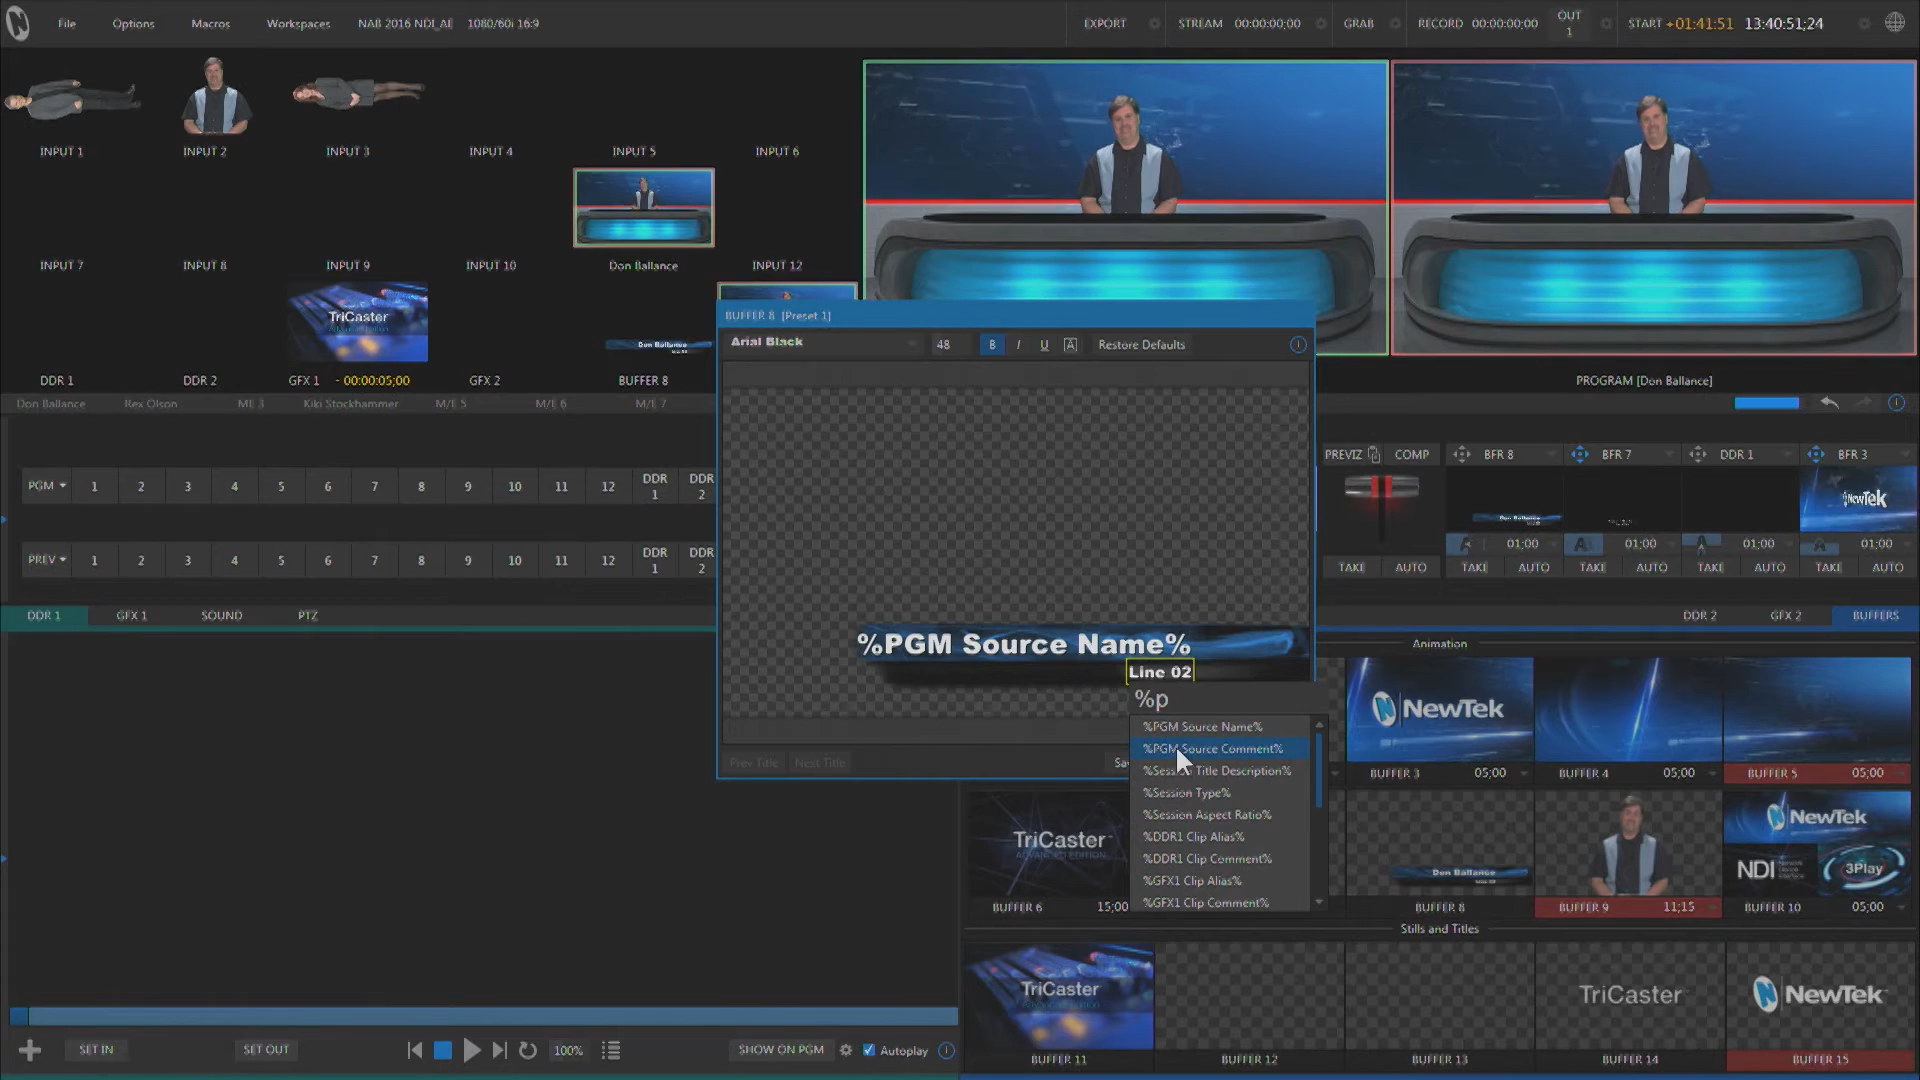 File Options Macros Workspaces NAB 2016 NDI_AE 1080/60i 16:9
EXPORT STREAM 00:00:00;00 GRAB RECORD 00:00:00;00 OUT 1 START +01:41:51 13:40:51;24
INPUT 1 INPUT 2 INPUT 3 INPUT 4 INPUT 5 INPUT 6
INPUT 7 INPUT 8 INPUT 9 INPUT 10 Don Ballance INPUT 12
TriCaster
Don Ballance
DDR 1 DDR 2 GFX 1 - 00:00:05;00 GFX 2 BUFFER 8
PROGRAM [Don Ballance]
Don Ballance Rex Olson M/E 3 Kiki Stockhammer M/E 5 M/E 6 M/E 7
PGM 1 2 3 4 5 6 7 8 9 10 11 12 DDR 1 DDR 2
PREV 1 2 3 4 5 6 7 8 9 10 11 12 DDR 1 DDR 2
BUFFER 8 [Preset 1]
Arial Black 48 B I U A Restore Defaults
%PGM Source Name%
Line 02
%p
%PGM Source Name%
%PGM Source Comment%
%Session Title Description%
%Session Type%
%Session Aspect Ratio%
%DDR1 Clip Alias%
%DDR1 Clip Comment%
%GFX1 Clip Alias%
%GFX1 Clip Comment%
Prev Title Next Title
PREVIZ COMP BFR 8 BFR 7 DDR 1 BFR 3
Don Ballance
NewTek
01:00 01:00 01:00 01:00
TAKE AUTO TAKE AUTO TAKE AUTO TAKE AUTO TAKE AUTO
DDR 1 GFX 1 SOUND PTZ
DDR 2 GFX 2 BUFFERS
Animation
NewTek
BUFFER 3 05;00 BUFFER 4 05;00 BUFFER 5 05;00
TriCaster
ADVANCED EDITION
Don Ballance
NewTek
NDI 3Play
BUFFER 6 15;00 BUFFER 8 BUFFER 9 11;15 BUFFER 10 05;00
Stills and Titles
TriCaster TriCaster NewTek
BUFFER 11 BUFFER 12 BUFFER 13 BUFFER 14 BUFFER 15
SET IN SET OUT 100% SHOW ON PGM Autoplay